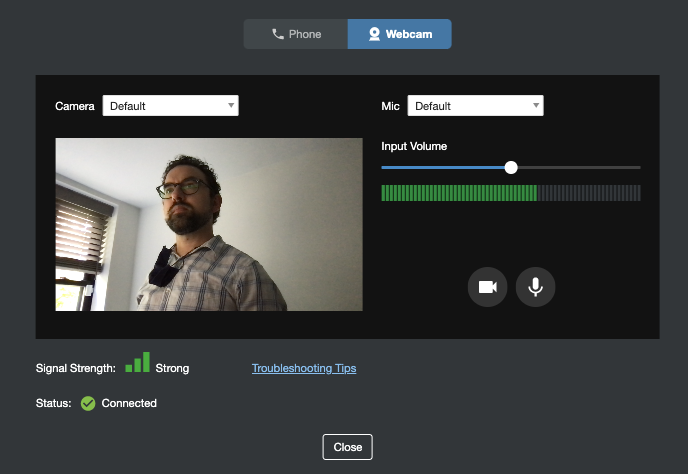 Phone Webcam
Camera Default Mic Default
Input Volume
Signal Strength: Strong Troubleshooting Tips
Status: Connected
Close